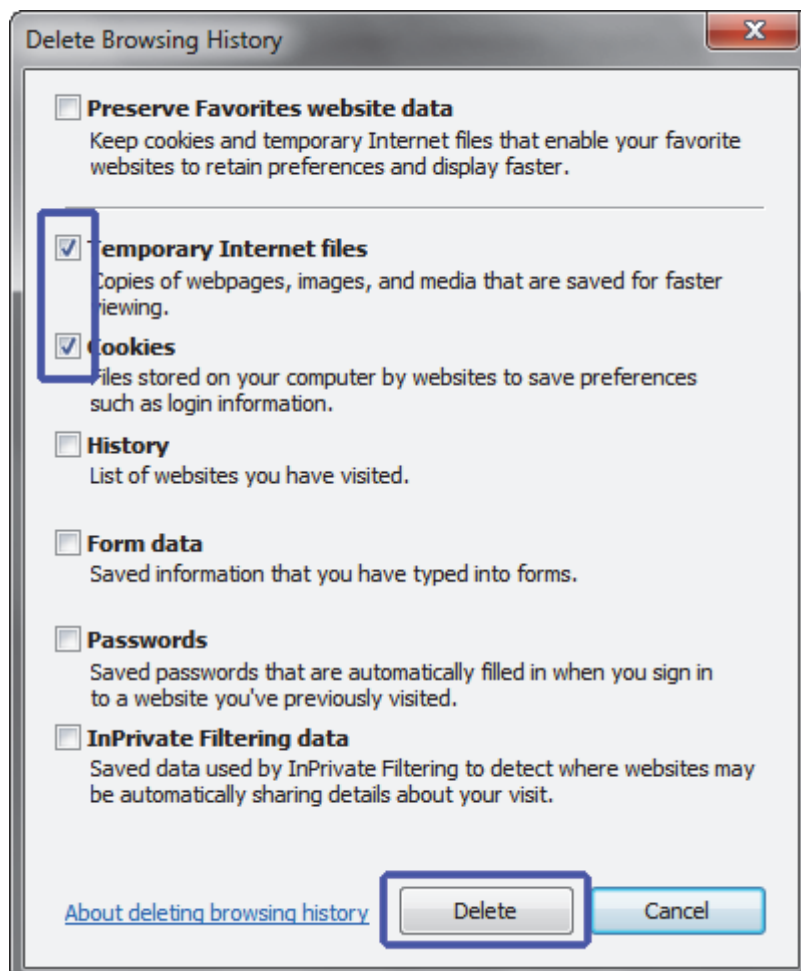 Delete Browsing History
Preserve Favorites website data
Keep cookies and temporary Internet files that enable your favorite
websites to retain preferences and display faster.
Temporary Internet files
Copies of webpages, images, and media that are saved for faster
viewing.
Cookies
Files stored on your computer by websites to save preferences
such as login information.
History
List of websites you have visited.
Form data
Saved information that you have typed into forms.
Passwords
Saved passwords that are automatically filled in when you sign in
to a website you've previously visited.
InPrivate Filtering data
Saved data used by InPrivate Filtering to detect where websites may
be automatically sharing details about your visit.
About deleting browsing history Delete Cancel